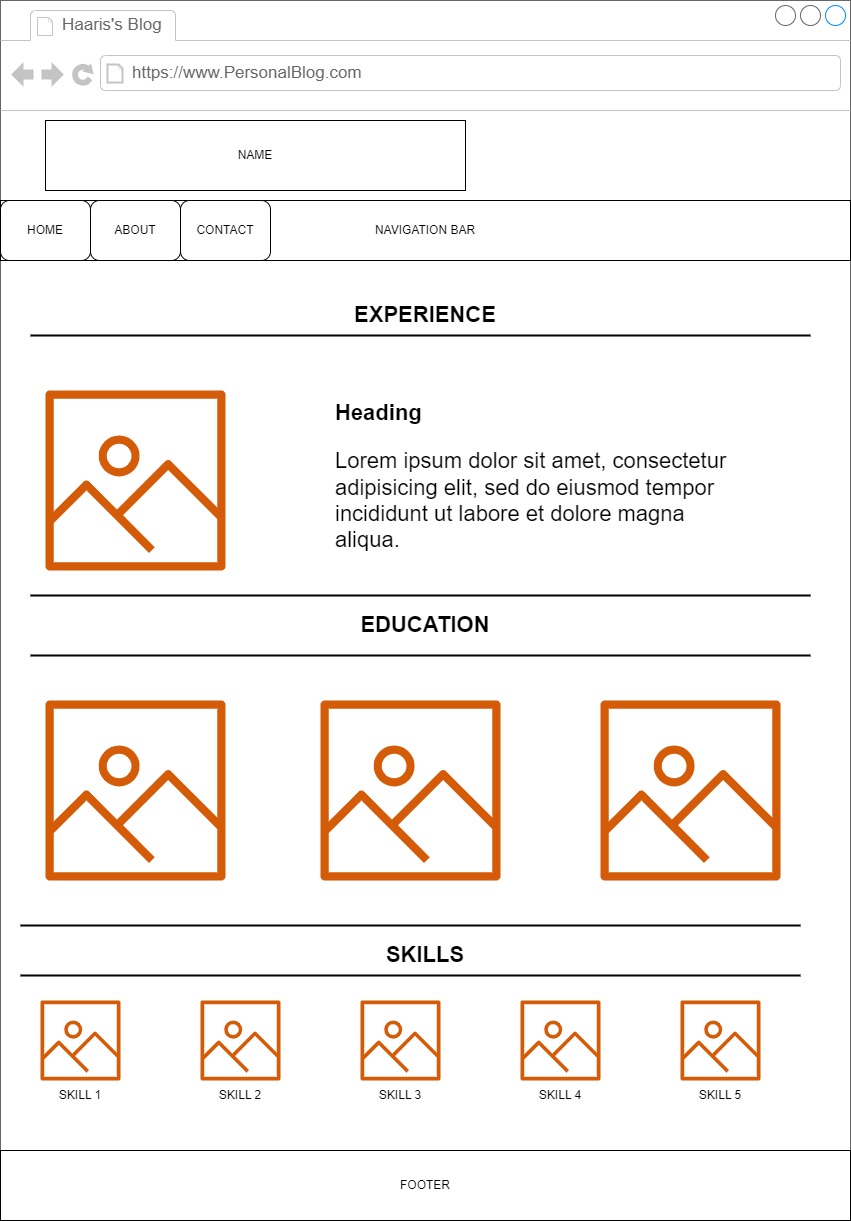 Haaris's Blog
https://www.PersonalBlog.com
NAME
HOME ABOUT CONTACT NAVIGATION BAR
EXPERIENCE
Heading
Lorem ipsum dolor sit amet, consectetur
adipisicing elit, sed do eiusmod tempor
incididunt ut labore et dolore magna
aliqua.
EDUCATION
SKILLS
SKILL 1 SKILL 2 SKILL 3 SKILL 4 SKILL 5
FOOTER